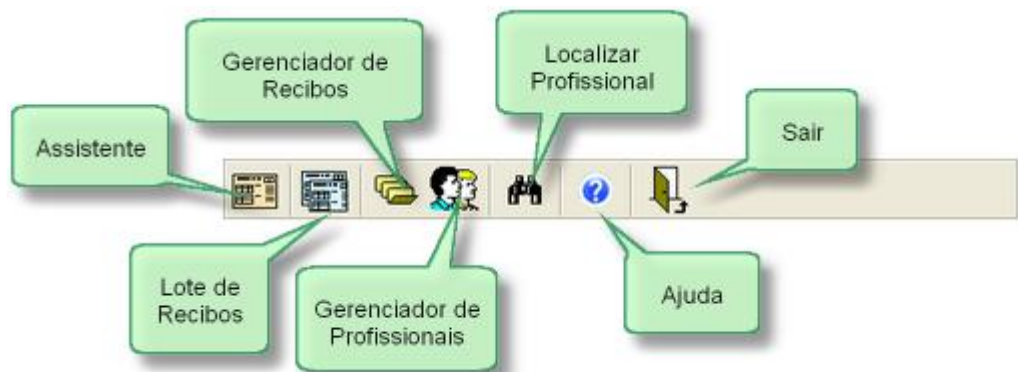 Gerenciador de
Recibos
Localizar
Profissional
Assistente
Sair
Lote de
Recibos
Gerenciador de
Profissionais
Ajuda